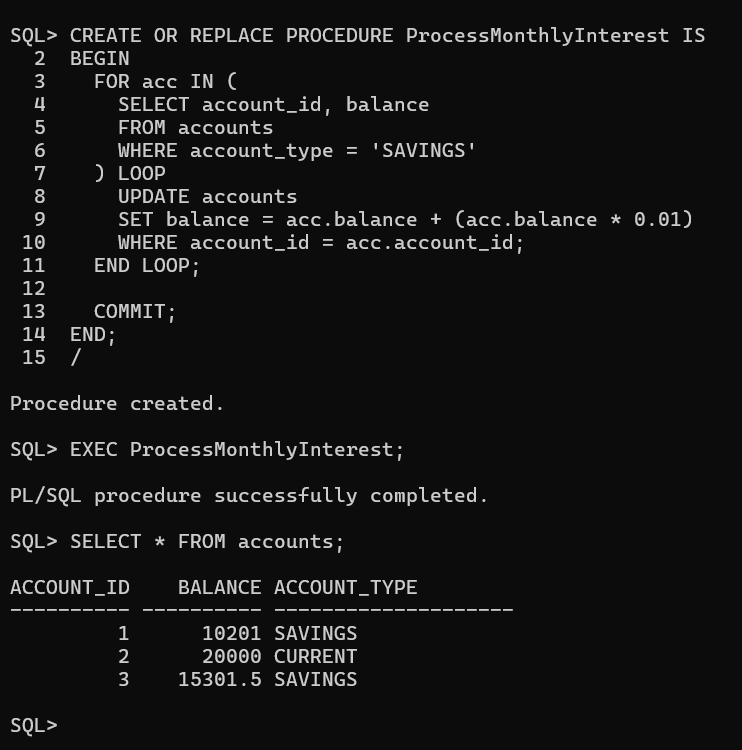 SQL> CREATE OR REPLACE PROCEDURE ProcessMonthlyInterest IS
  2  BEGIN
  3    FOR acc IN (
  4      SELECT account_id, balance
  5      FROM accounts
  6      WHERE account_type = 'SAVINGS'
  7    ) LOOP
  8      UPDATE accounts
  9      SET balance = acc.balance + (acc.balance * 0.01)
 10      WHERE account_id = acc.account_id;
 11    END LOOP;
 12
 13    COMMIT;
 14  END;
 15  /
Procedure created.
SQL> EXEC ProcessMonthlyInterest;
PL/SQL procedure successfully completed.
SQL> SELECT * FROM accounts;
ACCOUNT_ID    BALANCE ACCOUNT_TYPE
---------- ---------- --------------------
         1      10201 SAVINGS
         2      20000 CURRENT
         3    15301.5 SAVINGS
SQL>